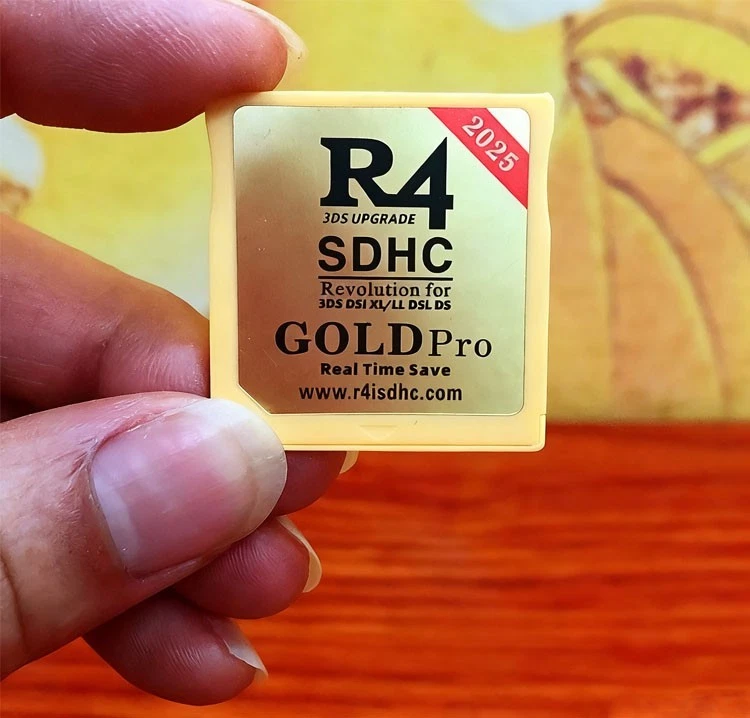 2025
R4
3DS UPGRADE
SDHC
Revolution for
3DS DSI XL/LL DSL DS
GOLD Pro
Real Time Save
www.r4isdhc.com